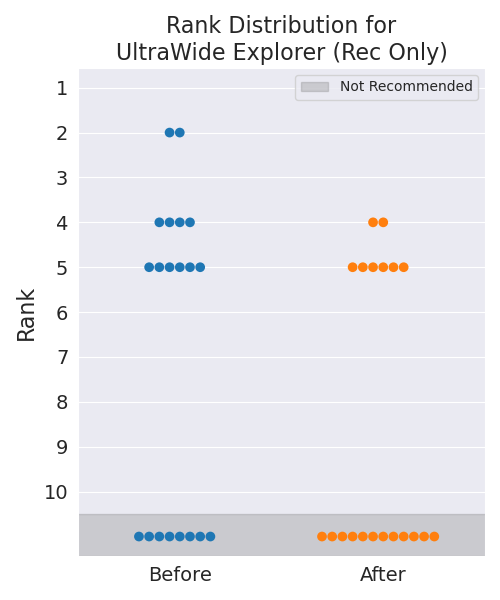 Rank Distribution for
UltraWide Explorer (Rec Only)
Not Recommended
1
2
3
4
5
6
7
8
9
10
Rank
Before
After